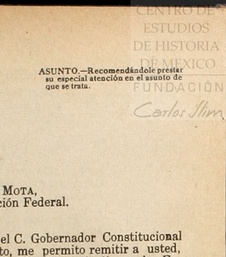 CENTRO DE
ESTUDIOS
DE HISTORIA
DE MEXICO
FUNDACIÓN
Carlos Slim
ASUNTO.—Recomendándole prestar
su especial atención en el asunto de
que se trata.
MOTA,
ción Federal.
el C. Gobernador Constitucional
to, me permito remitir a usted,